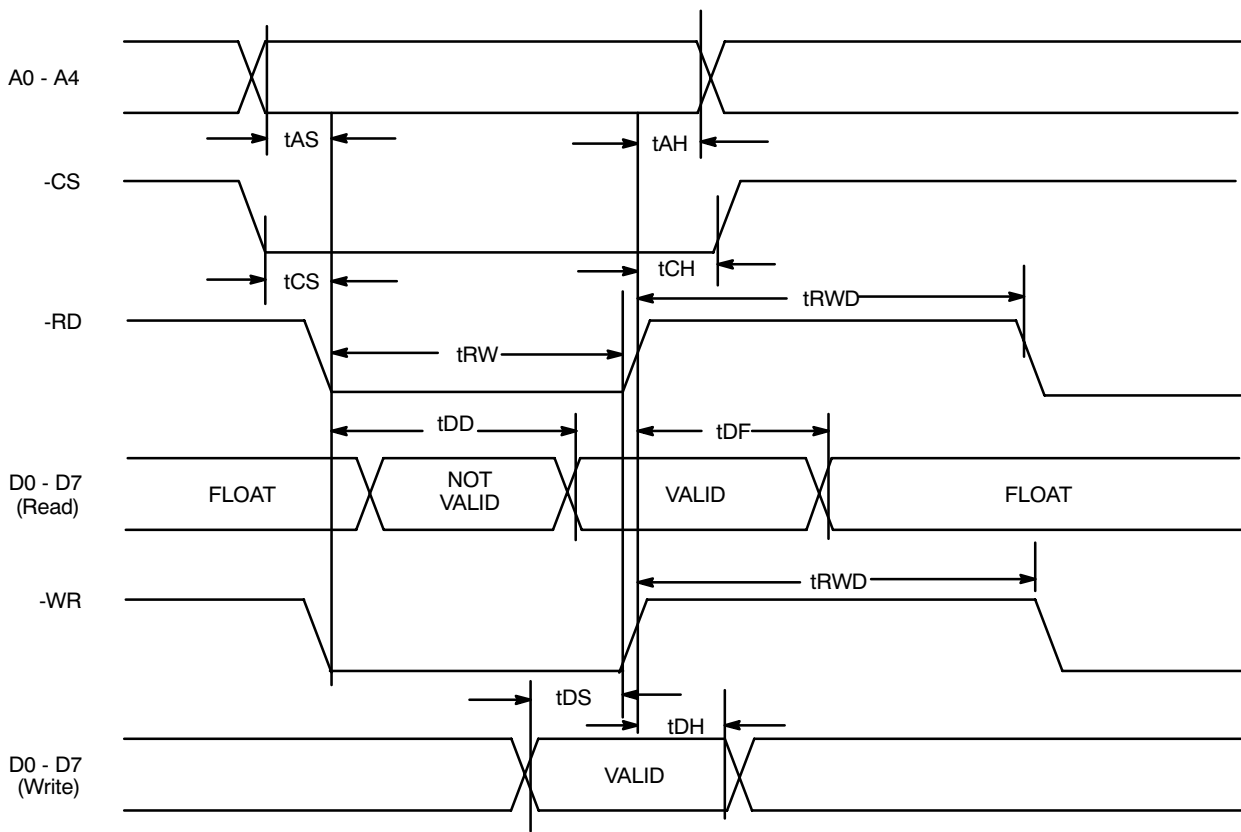 A0 - A4
tAS
tAH
-CS
tCS
tCH
tRWD
-RD
tRW
tDD
tDF
D0 - D7
(Read)
FLOAT
NOT
VALID
VALID
FLOAT
tRWD
-WR
tDS
tDH
D0 - D7
(Write)
VALID